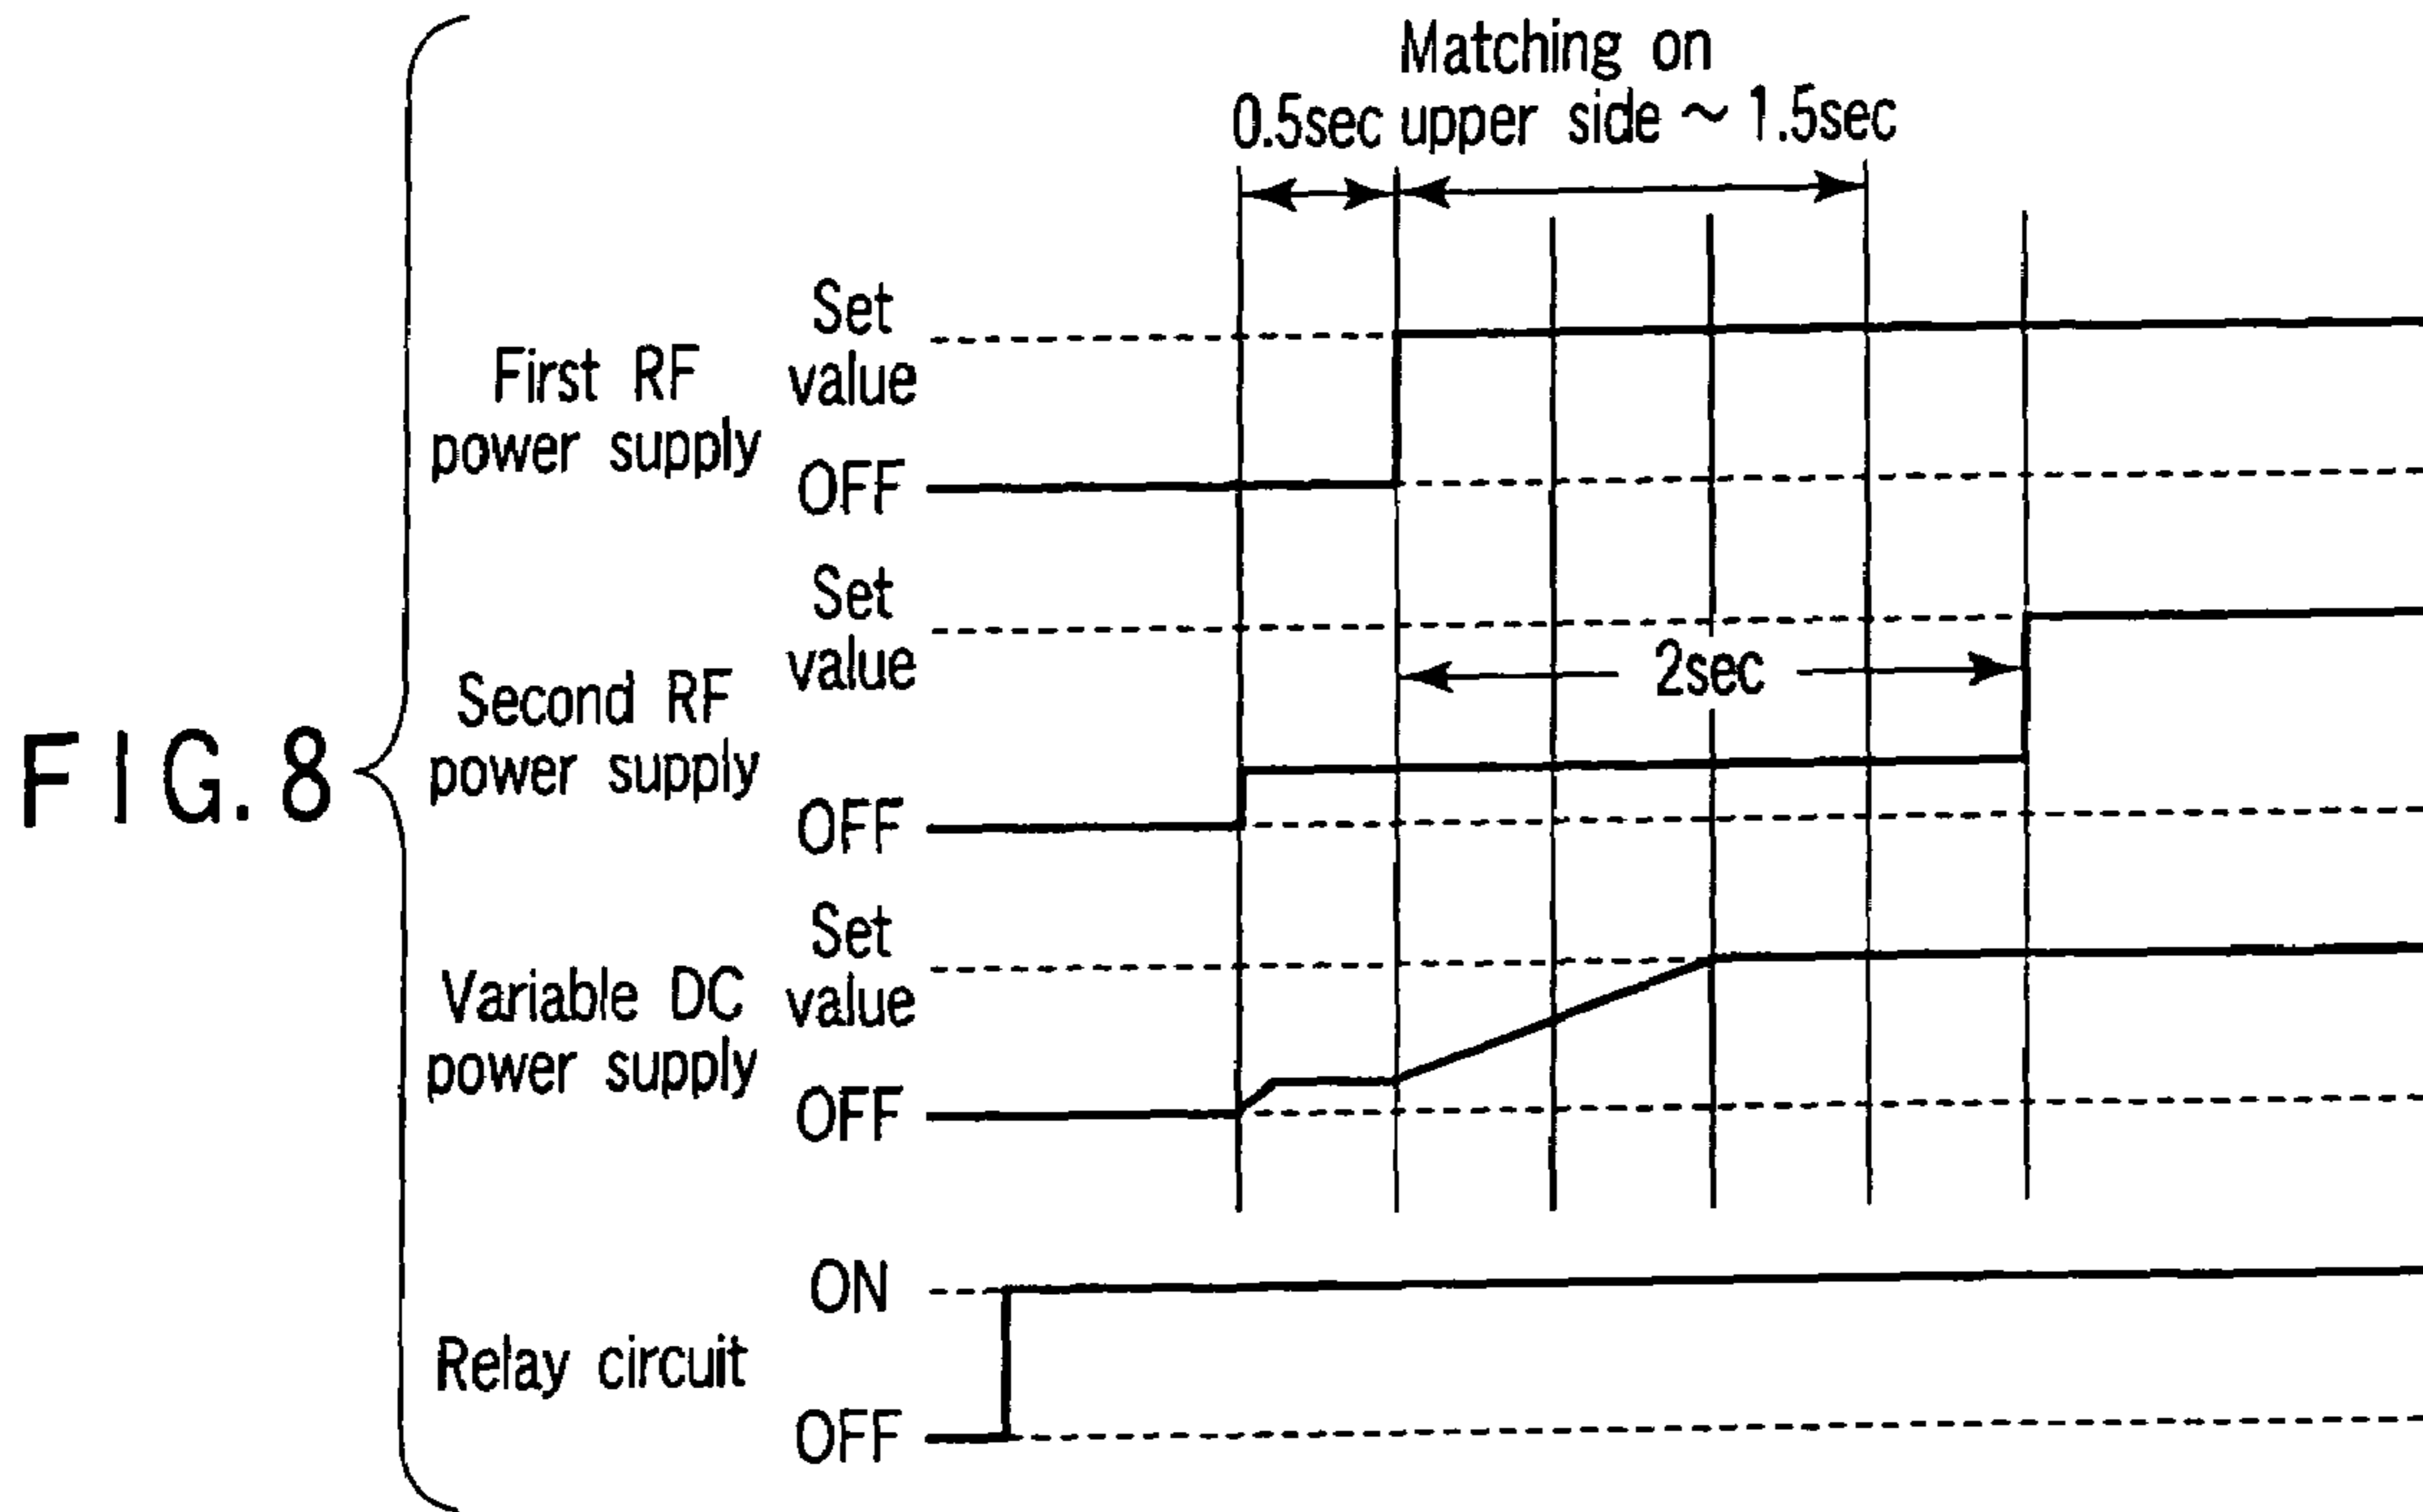 FIG. 8
Matching on
0.5sec upper side ~ 1.5sec
First RF
power supply
Set
value
OFF
Second RF
power supply
Set
value
2sec
OFF
Variable DC
power supply
Set
value
OFF
Relay circuit
ON
OFF